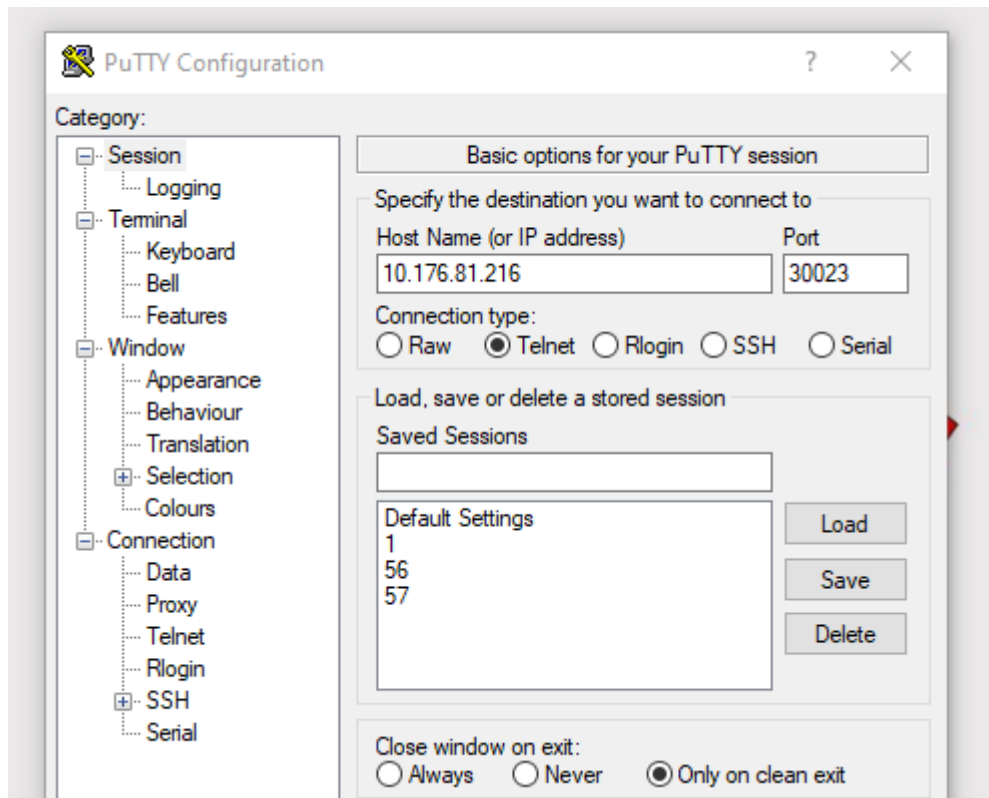 PuTTY Configuration
?
Category:
Session
Logging
Terminal
Keyboard
Bell
Features
Window
Appearance
Behaviour
Translation
Selection
Colours
Connection
Data
Proxy
Telnet
Rlogin
SSH
Serial
Basic options for your PuTTY session
Specify the destination you want to connect to
Host Name (or IP address) Port
10.176.81.216 30023
Connection type:
Raw Telnet Rlogin SSH Serial
Load, save or delete a stored session
Saved Sessions
Default Settings
1
56
57
Load
Save
Delete
Close window on exit:
Always Never Only on clean exit